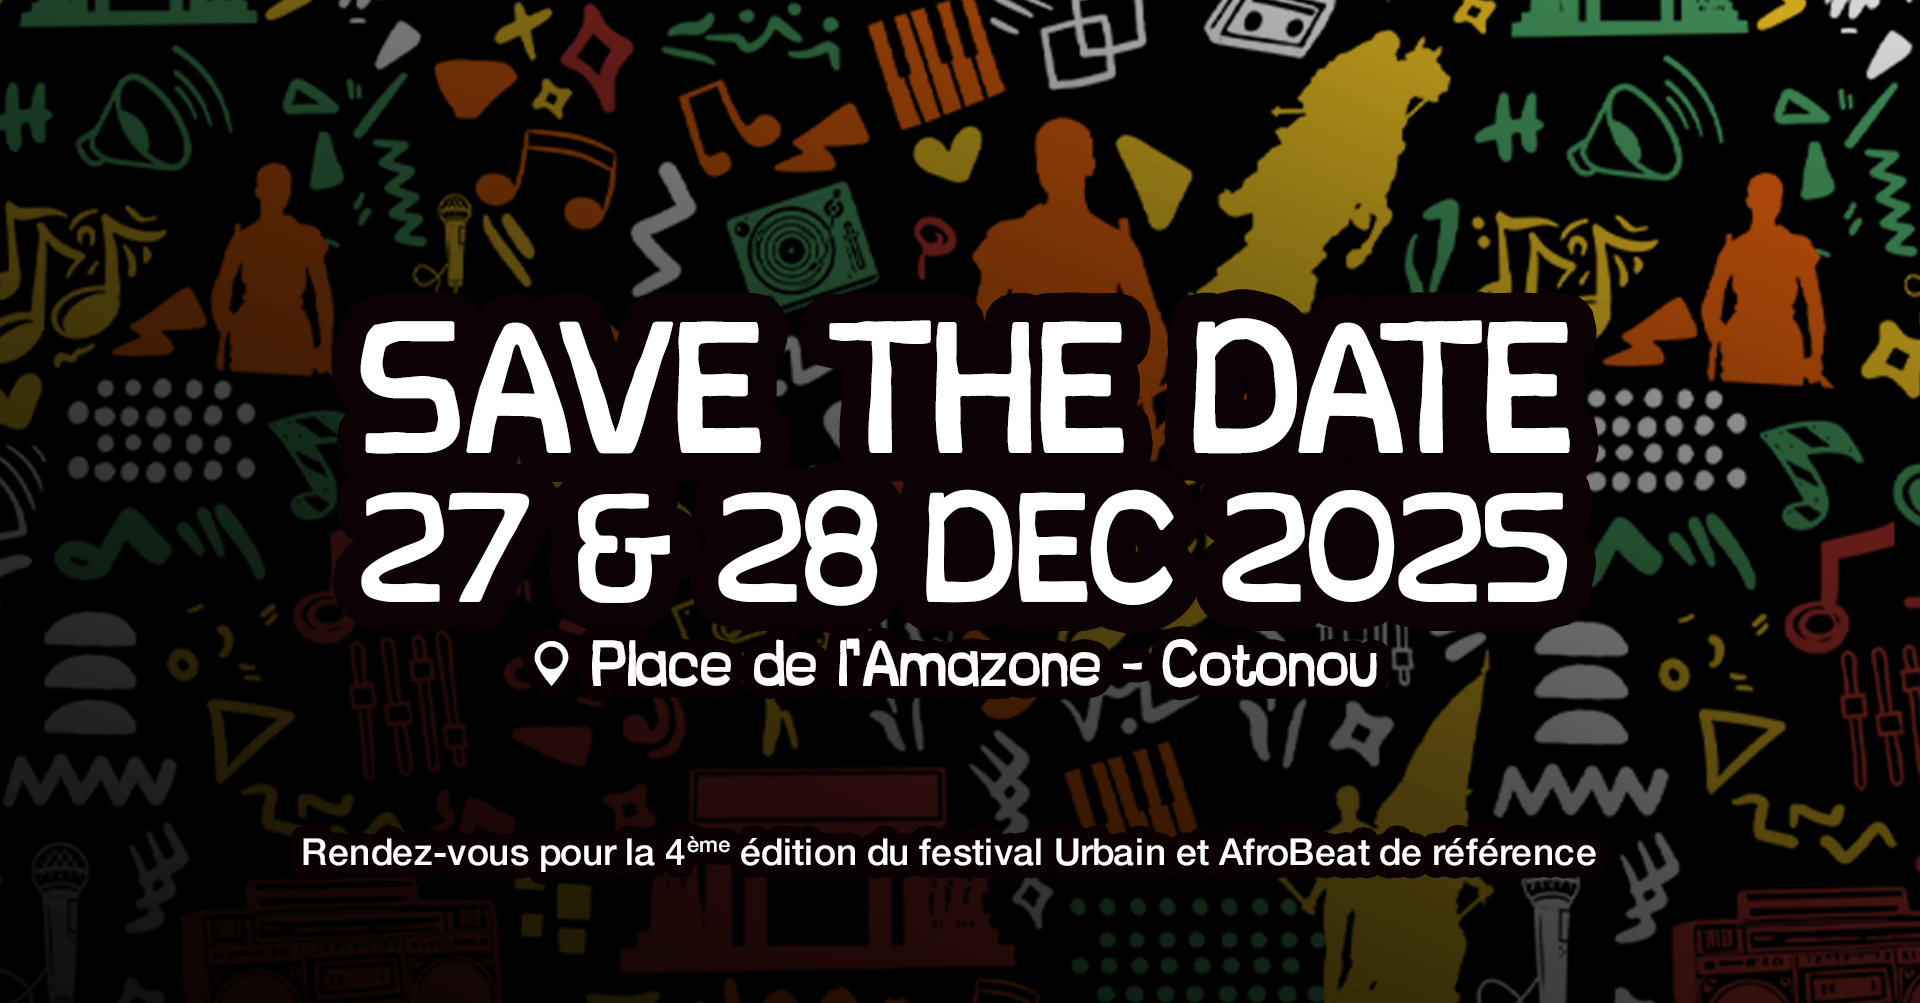 SAVE THE DATE
27 & 28 DEC 2025
Place de l'Amazone - Cotonou
Rendez-vous pour la 4ème édition du festival Urbain et AfroBeat de référence